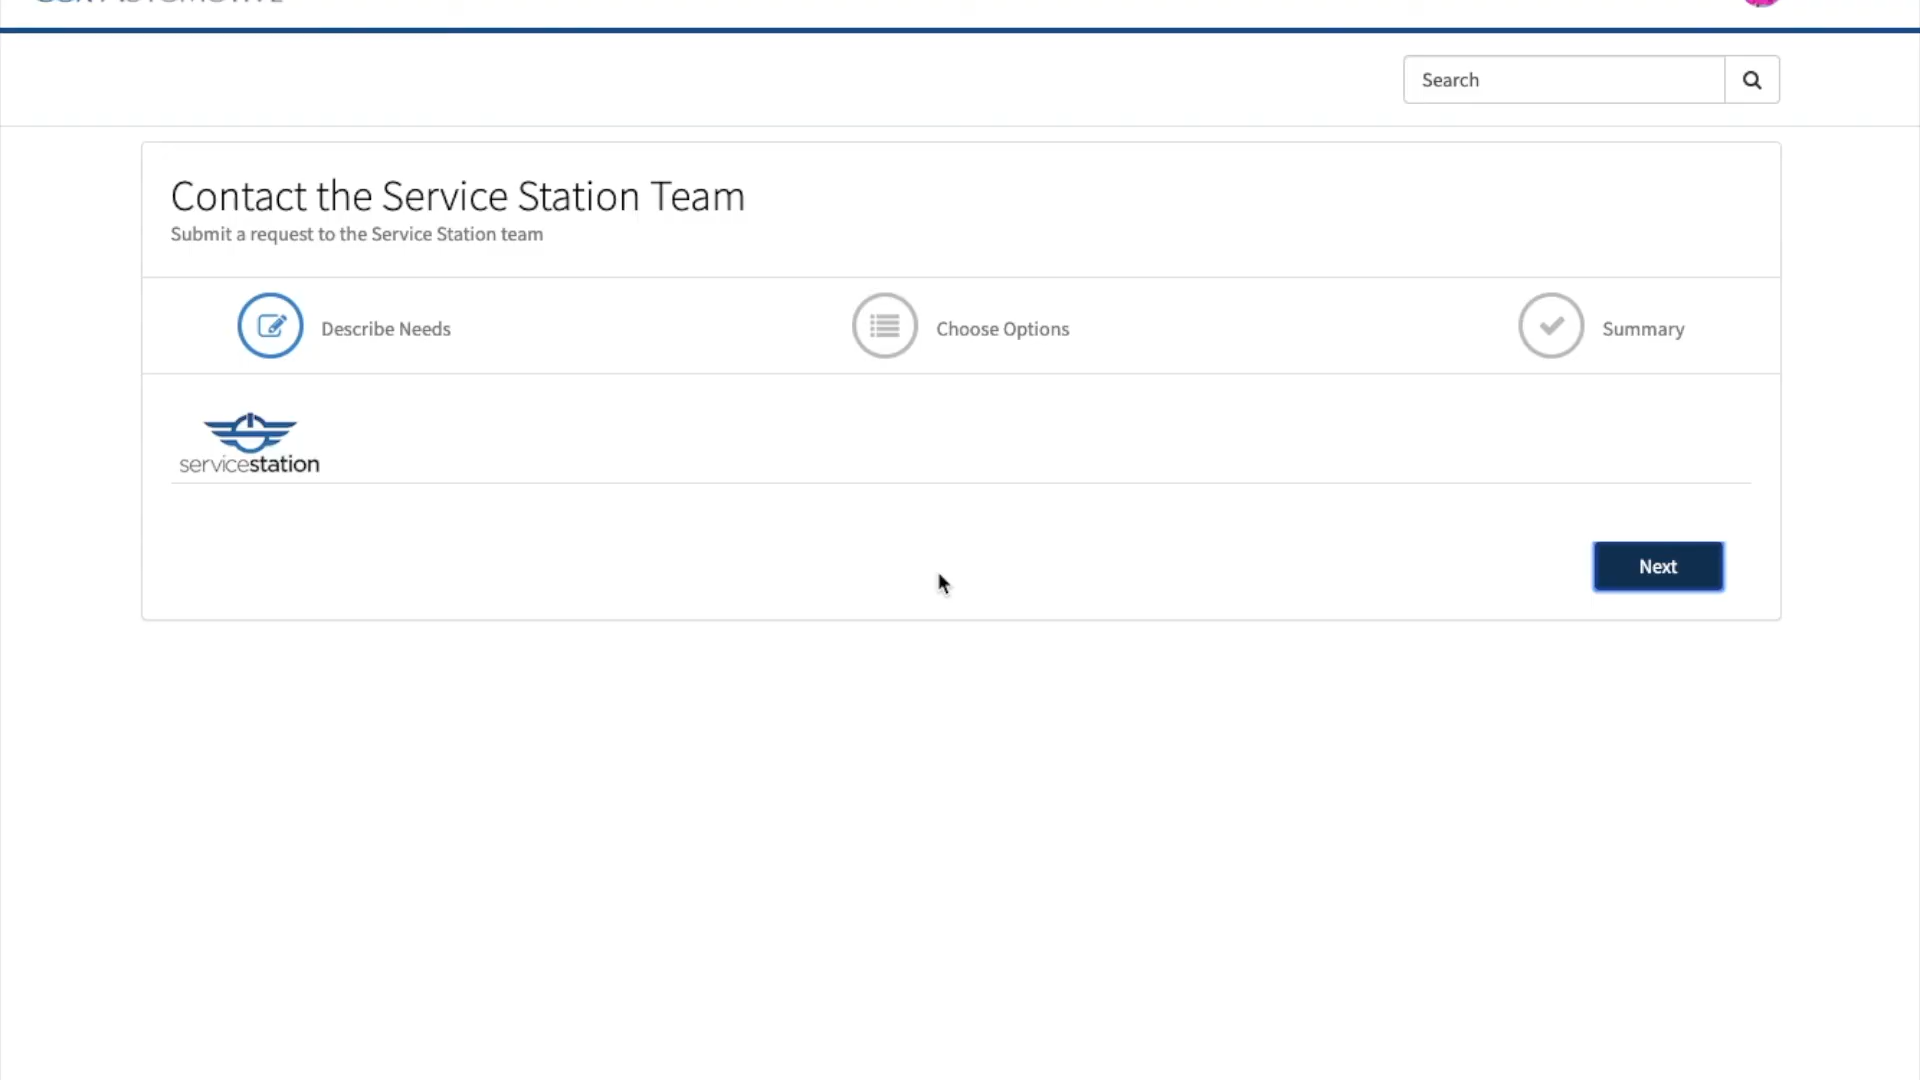 Search
Contact the Service Station Team
Submit a request to the Service Station team
Describe Needs
Choose Options
Summary
servicestation
Next